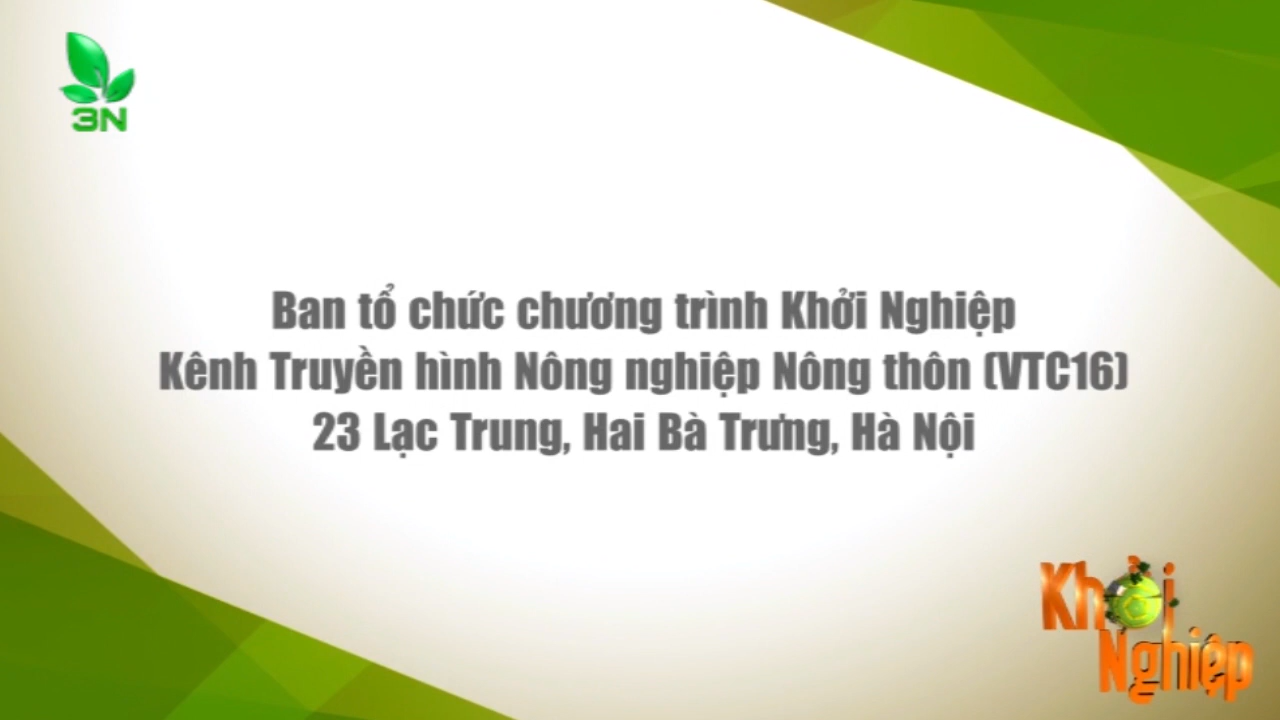 3N
Ban tổ chức chương trình Khởi Nghiệp
Kênh Truyền hình Nông nghiệp Nông thôn (VTC16)
23 Lạc Trung, Hai Bà Trưng, Hà Nội
Khởi
Nghiệp